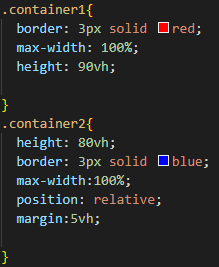 .container1{
border: 3px solid red;
max-width: 100%;
height: 90vh;
}
.container2{
height: 80vh;
border: 3px solid blue;
max-width:100%;
position: relative;
margin:5vh;
}